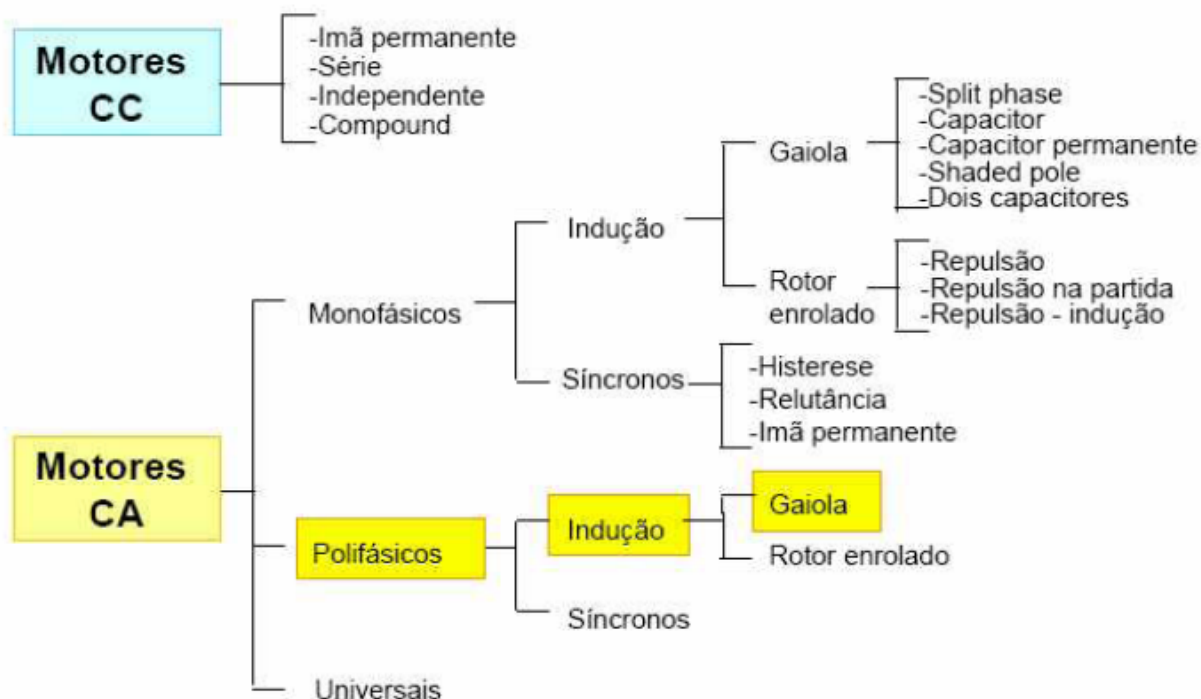 Motores
CC
-Imã permanente
-Série
-Independente
-Compound
Motores
CA
Monofásicos
Indução
Gaiola
-Split phase
-Capacitor
-Capacitor permanente
-Shaded pole
-Dois capacitores
Rotor
enrolado
-Repulsão
-Repulsão na partida
-Repulsão - indução
Síncronos
-Histerese
-Relutância
-Imã permanente
Polifásicos
Indução
Gaiola
Rotor enrolado
Síncronos
Universais